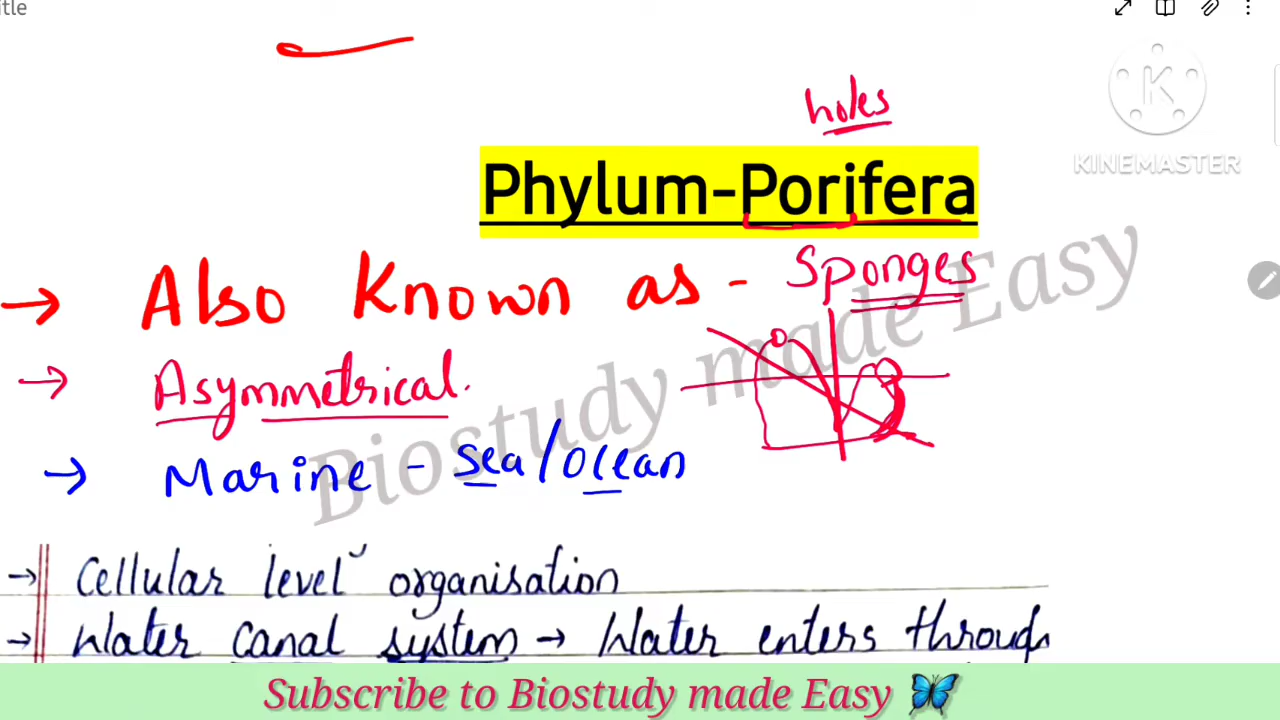 itle
holes
KINEMASTER
Phylum-Porifera
→ Also Known as - Sponges
→ Asymmetrical.
→ Marine - sea/ocean
Biostudy made Easy
→ Cellular level organisation
→ Water canal system → Water enters through
Subscribe to Biostudy made Easy 🦋